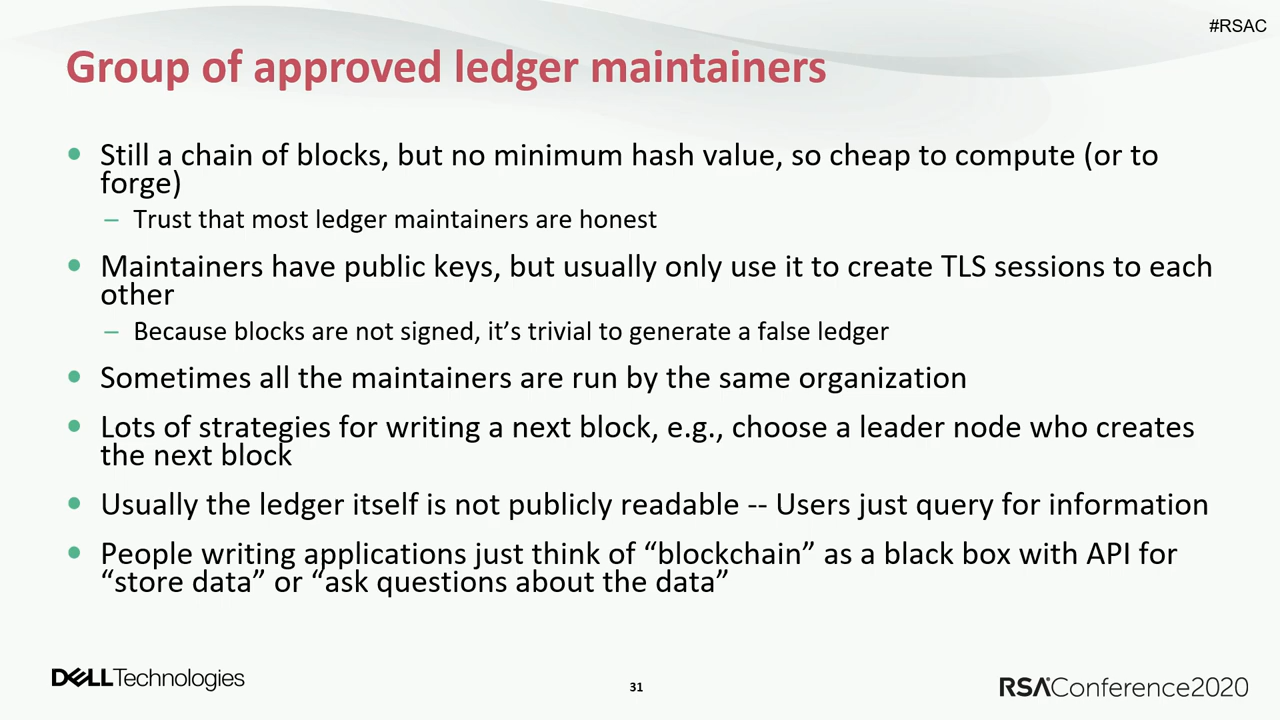 #RSAC
Group of approved ledger maintainers
• Still a chain of blocks, but no minimum hash value, so cheap to compute (or to
forge)
– Trust that most ledger maintainers are honest
• Maintainers have public keys, but usually only use it to create TLS sessions to each
other
– Because blocks are not signed, it’s trivial to generate a false ledger
• Sometimes all the maintainers are run by the same organization
• Lots of strategies for writing a next block, e.g., choose a leader node who creates
the next block
• Usually the ledger itself is not publicly readable -- Users just query for information
• People writing applications just think of “blockchain” as a black box with API for
“store data” or “ask questions about the data”
DELL Technologies
31
RSA Conference2020